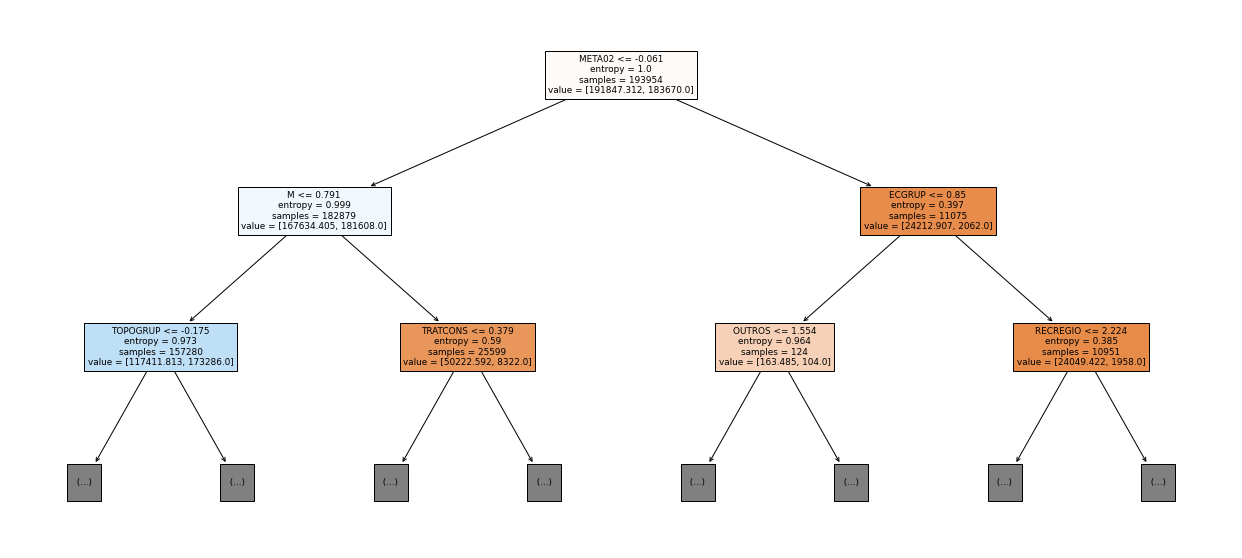 META02 <= -0.061
entropy = 1.0
samples = 193954
value = [191847.312, 183670.0]
M <= 0.791
entropy = 0.999
samples = 182879
value = [167634.405, 181608.0]
ECGRUP <= 0.85
entropy = 0.397
samples = 11075
value = [24212.907, 2062.0]
TOPOGRUP <= -0.175
entropy = 0.973
samples = 157280
value = [117411.813, 173286.0]
TRATCONS <= 0.379
entropy = 0.59
samples = 25599
value = [50222.592, 8322.0]
OUTROS <= 1.554
entropy = 0.964
samples = 124
value = [163.485, 104.0]
RECREGIO <= 2.224
entropy = 0.385
samples = 10951
value = [24049.422, 1958.0]
(...)
(...)
(...)
(...)
(...)
(...)
(...)
(...)